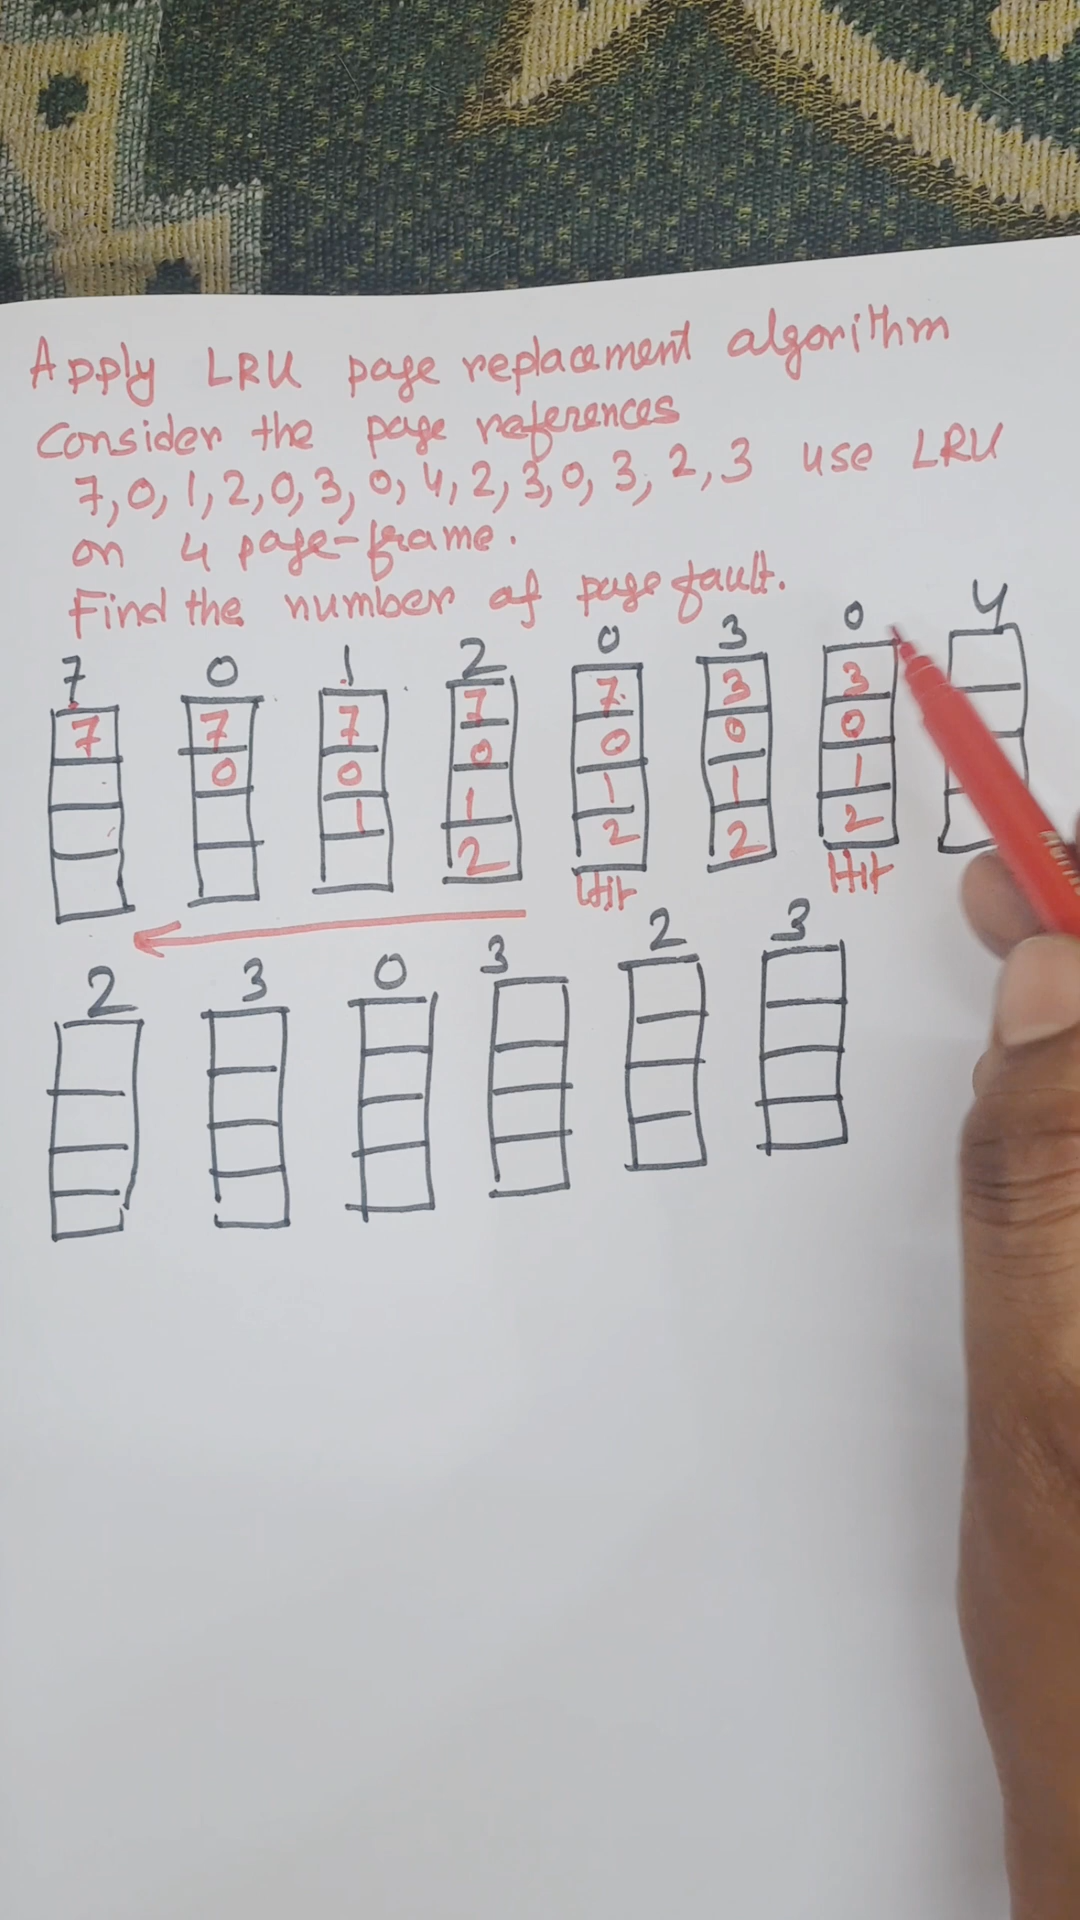 Apply LRU page replacement algorithm
Consider the page references
7, 0, 1, 2, 0, 3, 0, 4, 2, 3, 0, 3, 2, 3 use LRU
on 4 page-frame.
Find the number of page fault.
7 0 1 2 0 3 0 4
7 7 7 7 7 3 3
0 0 0 0 0 0
1 1 1 1 1
2 2 2 2
Hit Hit
2 3 0 3 2 3